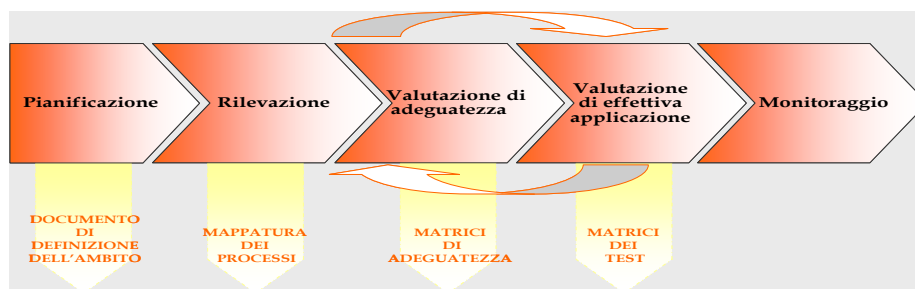 Pianificazione
Rilevazione
Valutazione di
adeguatezza
Valutazione
di effettiva
applicazione
Monitoraggio
DOCUMENTO
DI
DEFINIZIONE
DELL'AMBITO
MAPPATURA
DEI
PROCESSI
MATRICI
DI
ADEGUATEZZA
MATRICI
DEI
TEST